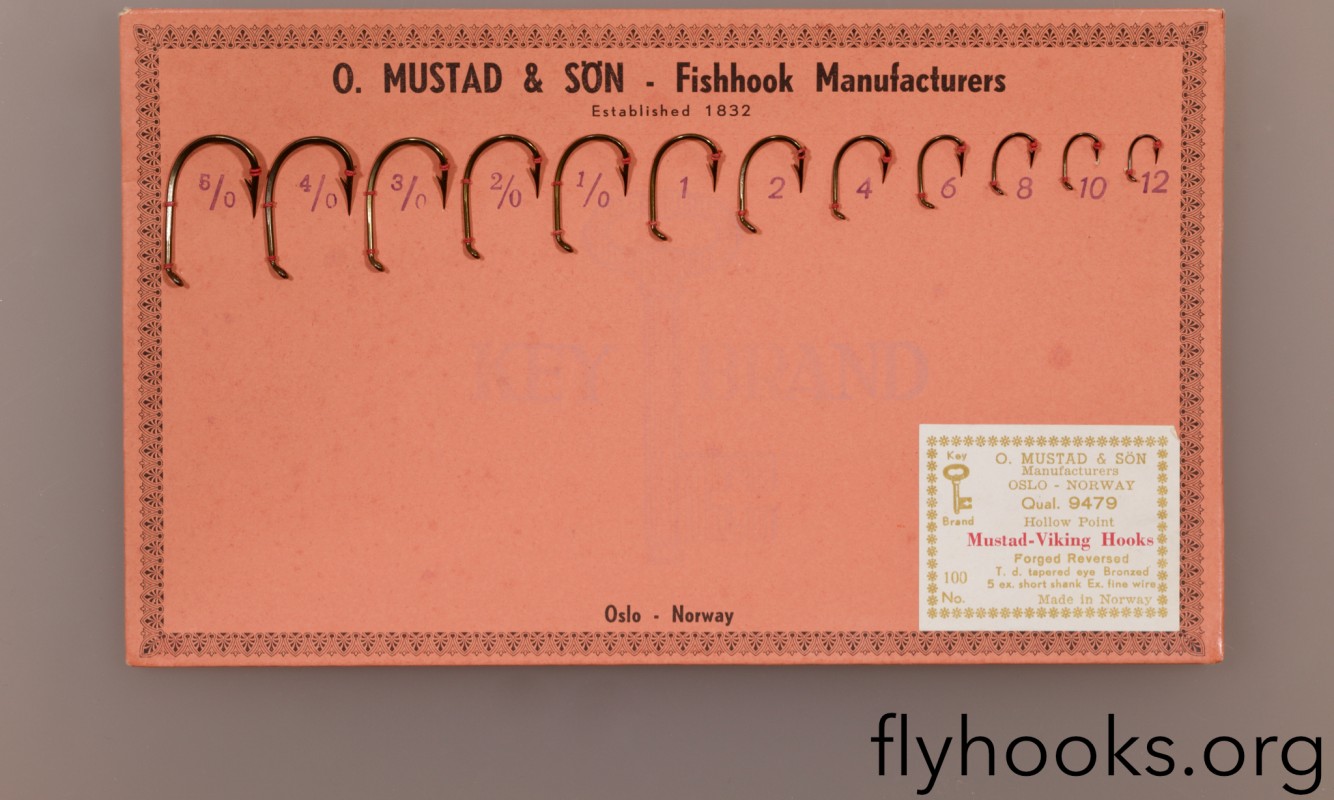 O. MUSTAD & SÖN - Fishhook Manufacturers
Established 1832
5/0 4/0 3/0 2/0 1/0 1 2 4 6 8 10 12
KEY BRAND
Key
Brand
100
No.
O. MUSTAD & SÖN
Manufacturers
OSLO - NORWAY
Qual. 9479
Hollow Point
Mustad-Viking Hooks
Forged Reversed
T. d. tapered eye Bronzed
5 ex. short shank Ex. fine wire
Made in Norway
Oslo - Norway
flyhooks.org